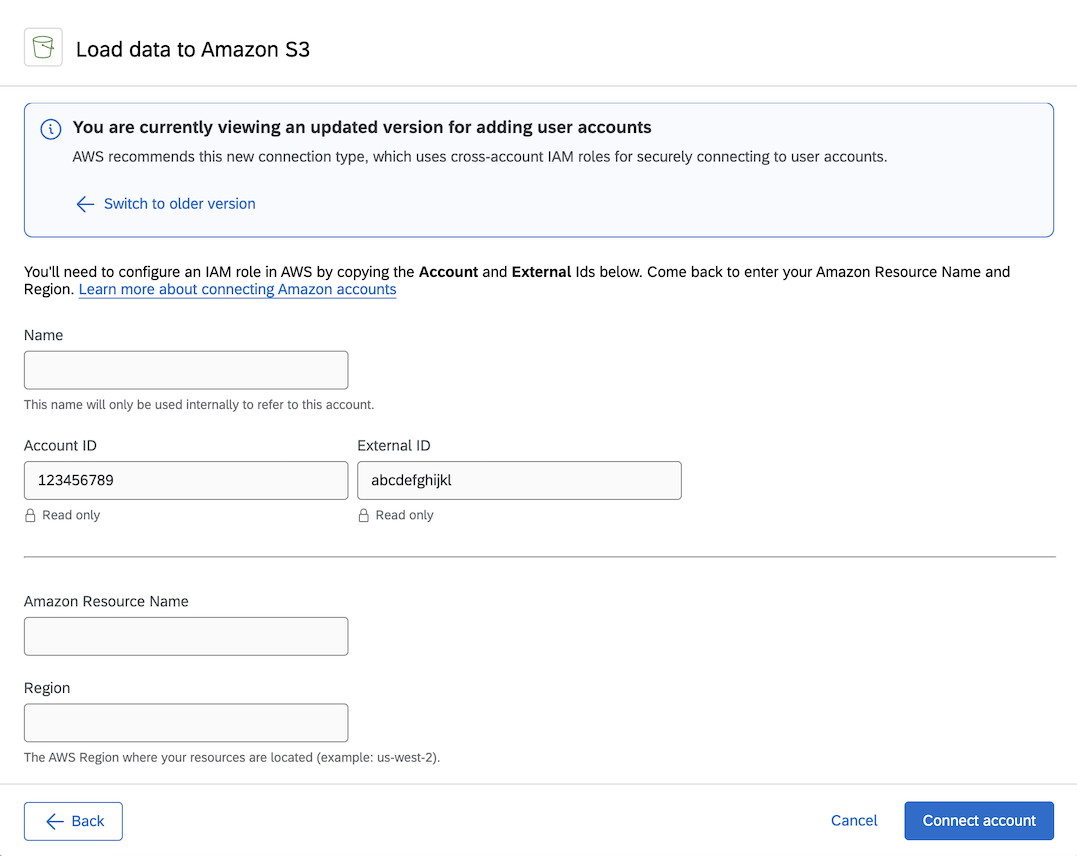 Load data to Amazon S3
You are currently viewing an updated version for adding user accounts
AWS recommends this new connection type, which uses cross-account IAM roles for securely connecting to user accounts.
Switch to older version
You'll need to configure an IAM role in AWS by copying the Account and External Ids below. Come back to enter your Amazon Resource Name and
Region. Learn more about connecting Amazon accounts
Name
This name will only be used internally to refer to this account.
Account ID External ID
123456789 abcdefghijkl
Read only Read only
Amazon Resource Name
Region
The AWS Region where your resources are located (example: us-west-2).
Back Cancel Connect account